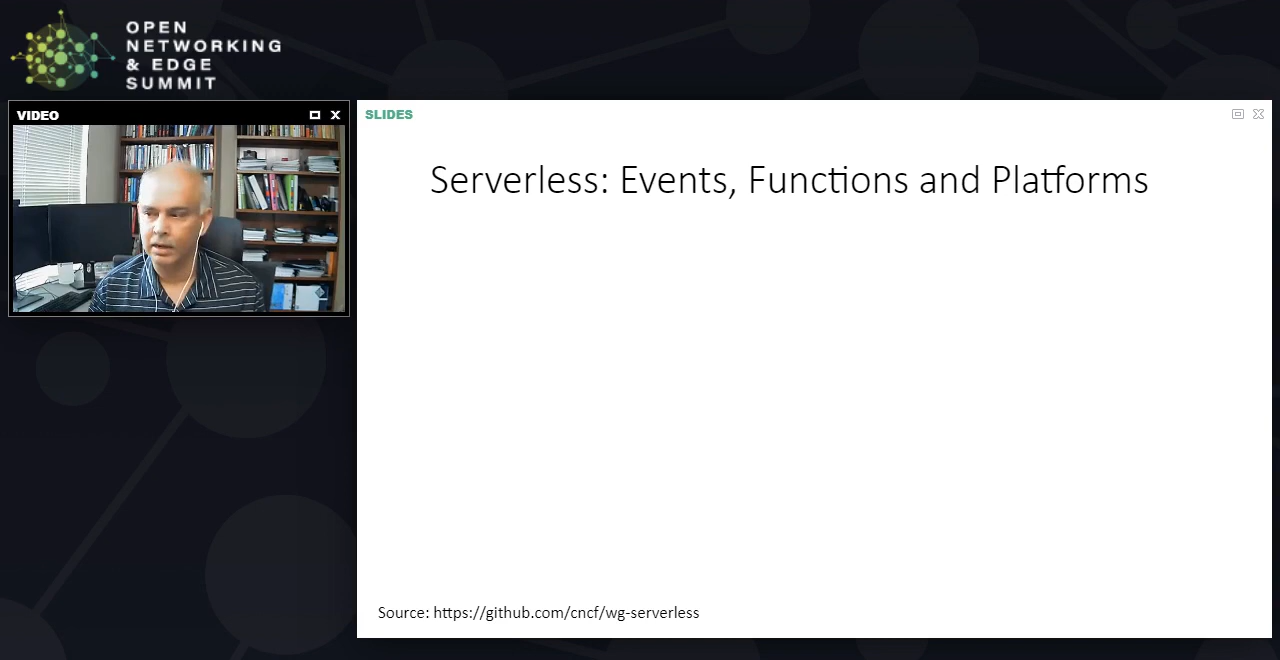 OPEN
NETWORKING
& EDGE
SUMMIT
VIDEO
SLIDES
Serverless: Events, Functions and Platforms
Source: https://github.com/cncf/wg-serverless